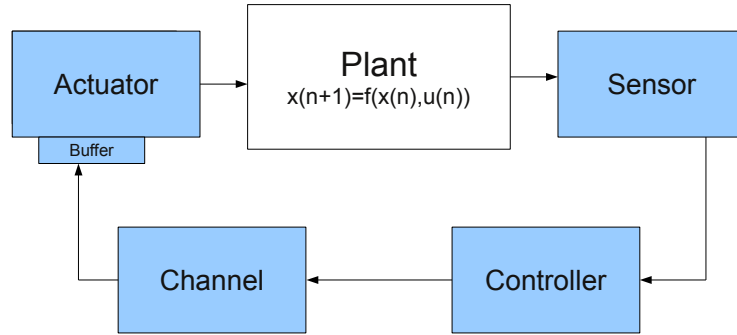 Actuator
Buffer
Plant
x(n+1)=f(x(n),u(n))
Sensor
Channel
Controller